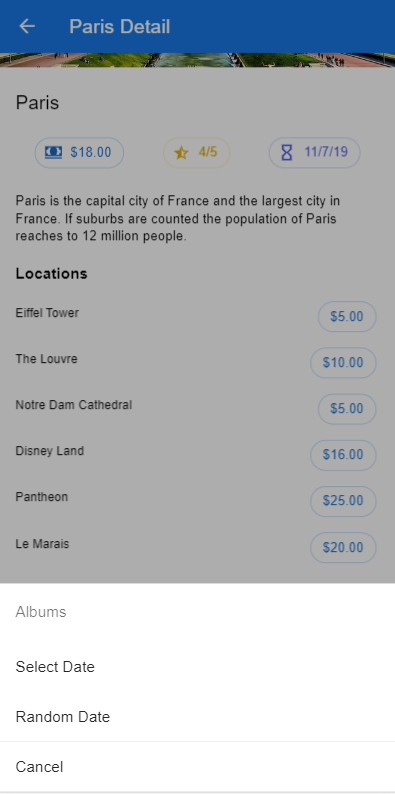 Paris Detail
Paris
$18.00
4/5
11/7/19
Paris is the capital city of France and the largest city in
France. If suburbs are counted the population of Paris
reaches to 12 million people.
Locations
Eiffel Tower
$5.00
The Louvre
$10.00
Notre Dam Cathedral
$5.00
Disney Land
$16.00
Pantheon
$25.00
Le Marais
$20.00
Albums
Select Date
Random Date
Cancel